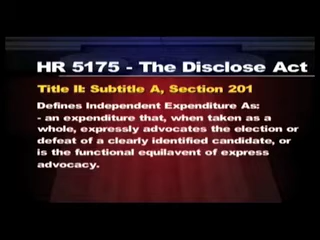 HR 5175 - The Disclose Act
Title II: Subtitle A, Section 201
Defines Independent Expenditure As:
- an expenditure that, when taken as a
whole, expressly advocates the election or
defeat of a clearly identified candidate, or
is the functional equilavent of express
advocacy.